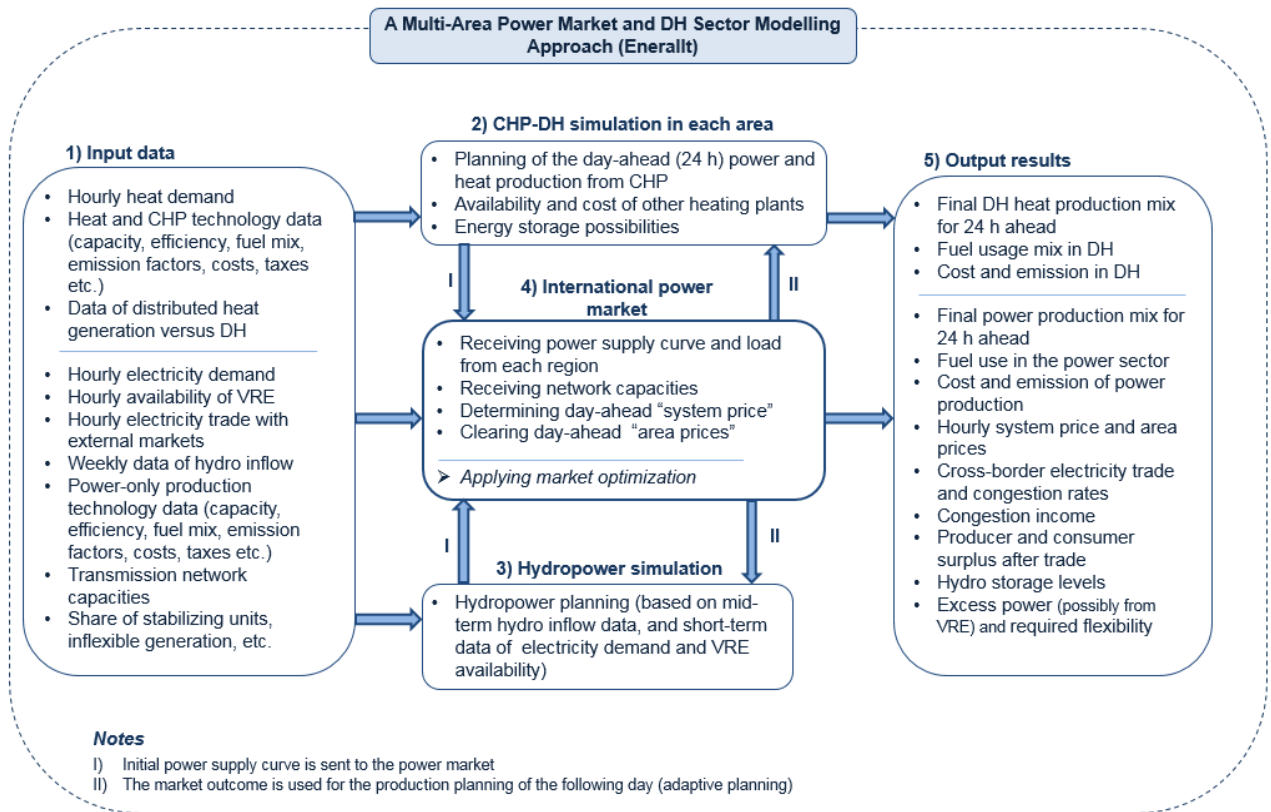 A Multi-Area Power Market and DH Sector Modelling
Approach (Enerallt)
1) Input data
• Hourly heat demand
• Heat and CHP technology data
(capacity, efficiency, fuel mix,
emission factors, costs, taxes
etc.)
• Data of distributed heat
generation versus DH
• Hourly electricity demand
• Hourly availability of VRE
• Hourly electricity trade with
external markets
• Weekly data of hydro inflow
• Power-only production
technology data (capacity,
efficiency, fuel mix, emission
factors, costs, taxes etc.)
• Transmission network
capacities
• Share of stabilizing units,
inflexible generation, etc.
2) CHP-DH simulation in each area
• Planning of the day-ahead (24 h) power and
heat production from CHP
• Availability and cost of other heating plants
• Energy storage possibilities
I
II
4) International power
market
• Receiving power supply curve and load
from each region
• Receiving network capacities
• Determining day-ahead “system price”
• Clearing day-ahead “area prices”
➢ Applying market optimization
I
II
3) Hydropower simulation
• Hydropower planning (based on mid-
term hydro inflow data, and short-term
data of electricity demand and VRE
availability)
5) Output results
• Final DH heat production mix
for 24 h ahead
• Fuel usage mix in DH
• Cost and emission in DH
• Final power production mix for
24 h ahead
• Fuel use in the power sector
• Cost and emission of power
production
• Hourly system price and area
prices
• Cross-border electricity trade
and congestion rates
• Congestion income
• Producer and consumer
surplus after trade
• Hydro storage levels
• Excess power (possibly from
VRE) and required flexibility
Notes
I) Initial power supply curve is sent to the power market
II) The market outcome is used for the production planning of the following day (adaptive planning)